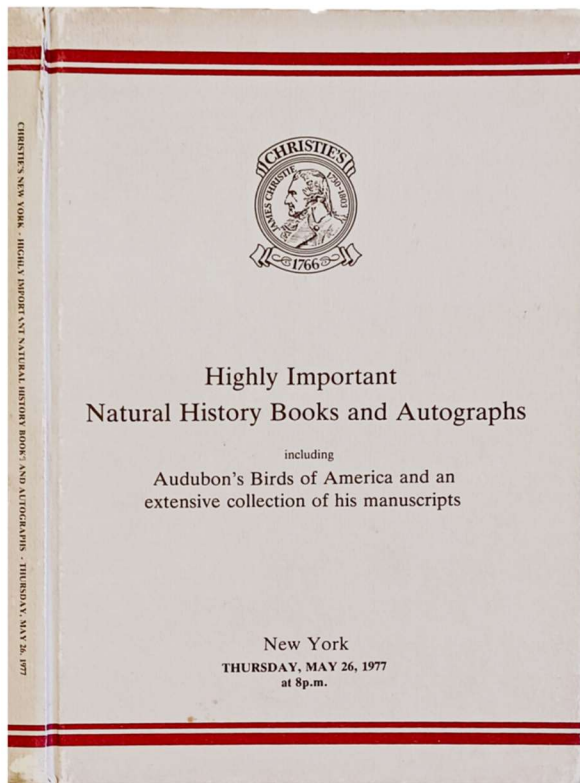 CHRISTIE'S NEW YORK - HIGHLY IMPORTANT NATURAL HISTORY BOOKS AND AUTOGRAPHS - THURSDAY, MAY 26, 1977
CHRISTIE'S
JAMES CHRISTIE 1730-1803
1766
Highly Important
Natural History Books and Autographs
including
Audubon's Birds of America and an
extensive collection of his manuscripts
New York
THURSDAY, MAY 26, 1977
at 8p.m.